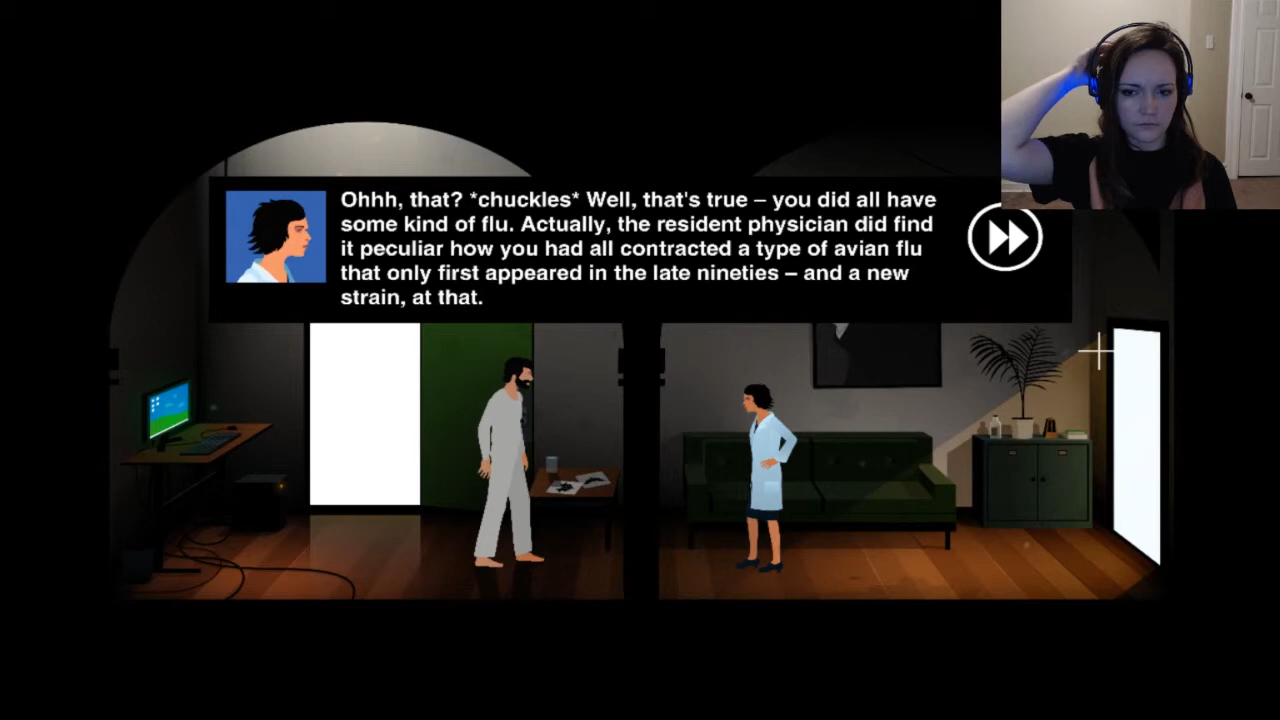 Ohhh, that? *chuckles* Well, that's true – you did all have
some kind of flu. Actually, the resident physician did find
it peculiar how you had all contracted a type of avian flu
that only first appeared in the late nineties – and a new
strain, at that.